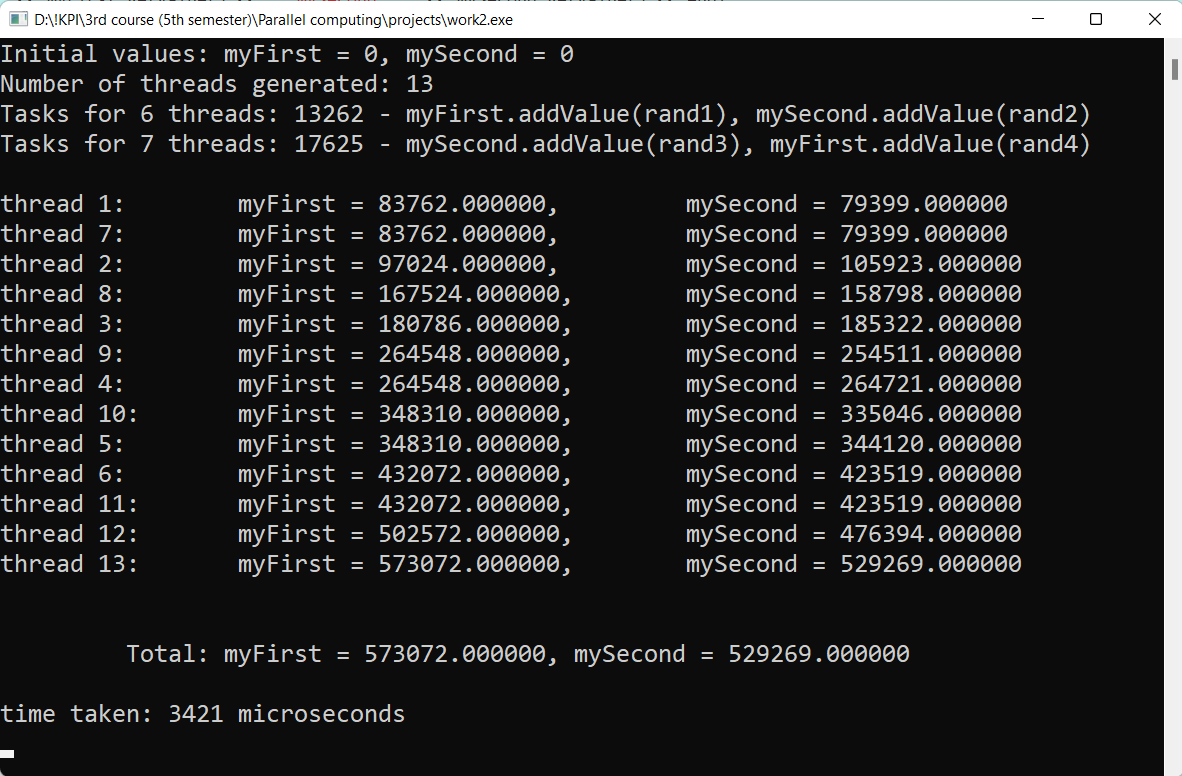 D:\!KPI\3rd course (5th semester)\Parallel computing\projects\work2.exe
Initial values: myFirst = 0, mySecond = 0
Number of threads generated: 13
Tasks for 6 threads: 13262 - myFirst.addValue(rand1), mySecond.addValue(rand2)
Tasks for 7 threads: 17625 - mySecond.addValue(rand3), myFirst.addValue(rand4)
thread 1: myFirst = 83762.000000, mySecond = 79399.000000
thread 7: myFirst = 83762.000000, mySecond = 79399.000000
thread 2: myFirst = 97024.000000, mySecond = 105923.000000
thread 8: myFirst = 167524.000000, mySecond = 158798.000000
thread 3: myFirst = 180786.000000, mySecond = 185322.000000
thread 9: myFirst = 264548.000000, mySecond = 254511.000000
thread 4: myFirst = 264548.000000, mySecond = 264721.000000
thread 10: myFirst = 348310.000000, mySecond = 335046.000000
thread 5: myFirst = 348310.000000, mySecond = 344120.000000
thread 6: myFirst = 432072.000000, mySecond = 423519.000000
thread 11: myFirst = 432072.000000, mySecond = 423519.000000
thread 12: myFirst = 502572.000000, mySecond = 476394.000000
thread 13: myFirst = 573072.000000, mySecond = 529269.000000
Total: myFirst = 573072.000000, mySecond = 529269.000000
time taken: 3421 microseconds